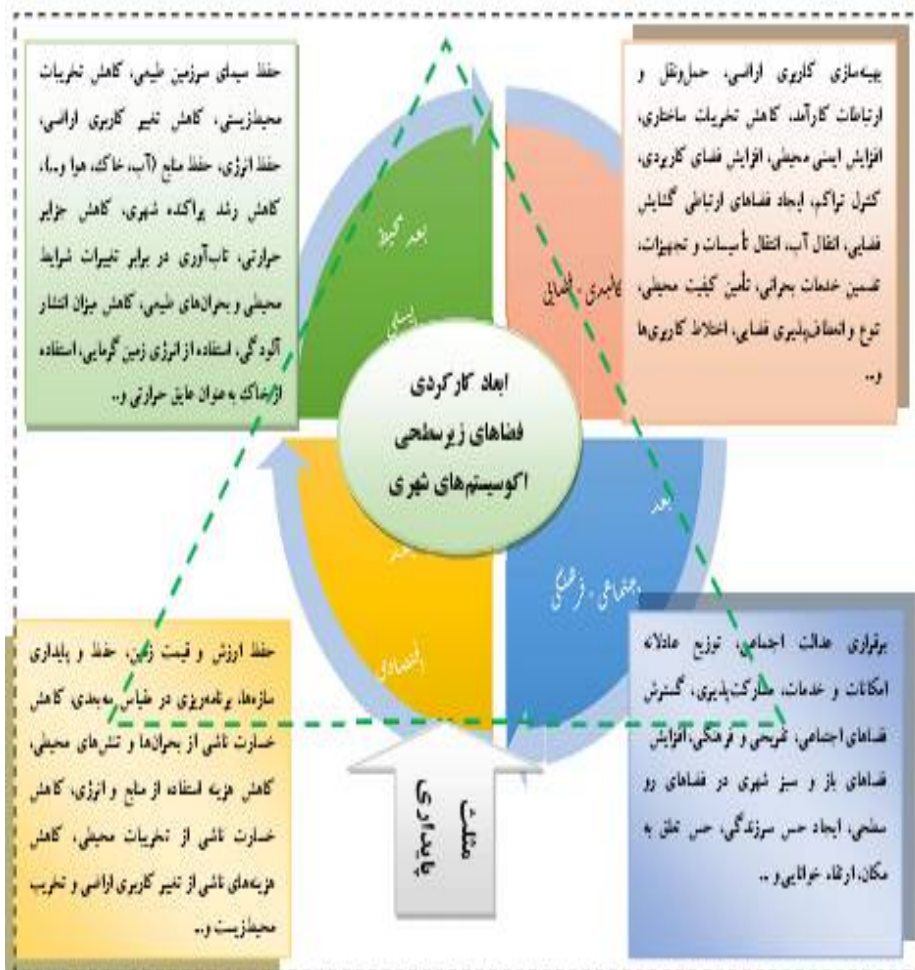 بهینه‌سازی کاربری اراضی، حمل‌ونقل و
ارتباطات کارآمد، کاهش تخریبات ساختاری،
افزایش ایمنی محیطی، افزایش فضای کاربردی،
کنترل تراکم، ایجاد فضاهای ارتباطی گشایش
فضایی، انتقال آب، انتقال تأسیسات و تجهیزات،
تضمین خدمات بحرانی، تأمین کیفیت محیطی،
تنوع و انعطاف‌پذیری فضایی، اختلاط کاربری‌ها
و...
حفظ سیمای سرزمین طبیعی، کاهش تخریبات
محیط‌زیستی، کاهش تغییر کاربری اراضی،
حفظ انرژی، حفظ منابع (آب، خاک، هوا و...)،
کاهش رشد پراکنده شهری، کاهش جزایر
حرارتی، تاب‌آوری در برابر تغییرات شرایط
محیطی و بحران‌های طبیعی، کاهش میزان انتشار
آلودگی، استفاده از انرژی زمین گرمایی، استفاده
از خاک به‌عنوان عایق حرارتی و...
کالبدی - فضایی
بعد محیط
ابعاد کارکردی
فضاهای زیرسطحی
اکوسیستم‌های شهری
بعد
اجتماعی - فرهنگی
بعد
اقتصادی
برقراری عدالت اجتماعی، توزیع عادلانه
امکانات و خدمات، مشارکت‌پذیری، گسترش
فضاهای اجتماعی، تفریحی و فرهنگی، افزایش
فضاهای باز و سبز شهری در فضاهای رو
سطحی، ایجاد حس سرزندگی، حس تعلق به
مکان، ارتقاء خوانایی و ...
حفظ ارزش و قیمت زمین، حفظ و پایداری
سازه‌ها، برنامه‌ریزی در مقیاس سه‌بعدی، کاهش
خسارت ناشی از بحران‌ها و تنش‌های محیطی،
کاهش هزینه استفاده از منابع و انرژی، کاهش
خسارت ناشی از تخریبات محیطی، کاهش
هزینه‌های ناشی از تغییر کاربری اراضی و تخریب
محیط‌زیست و...
مثلث
پایداری